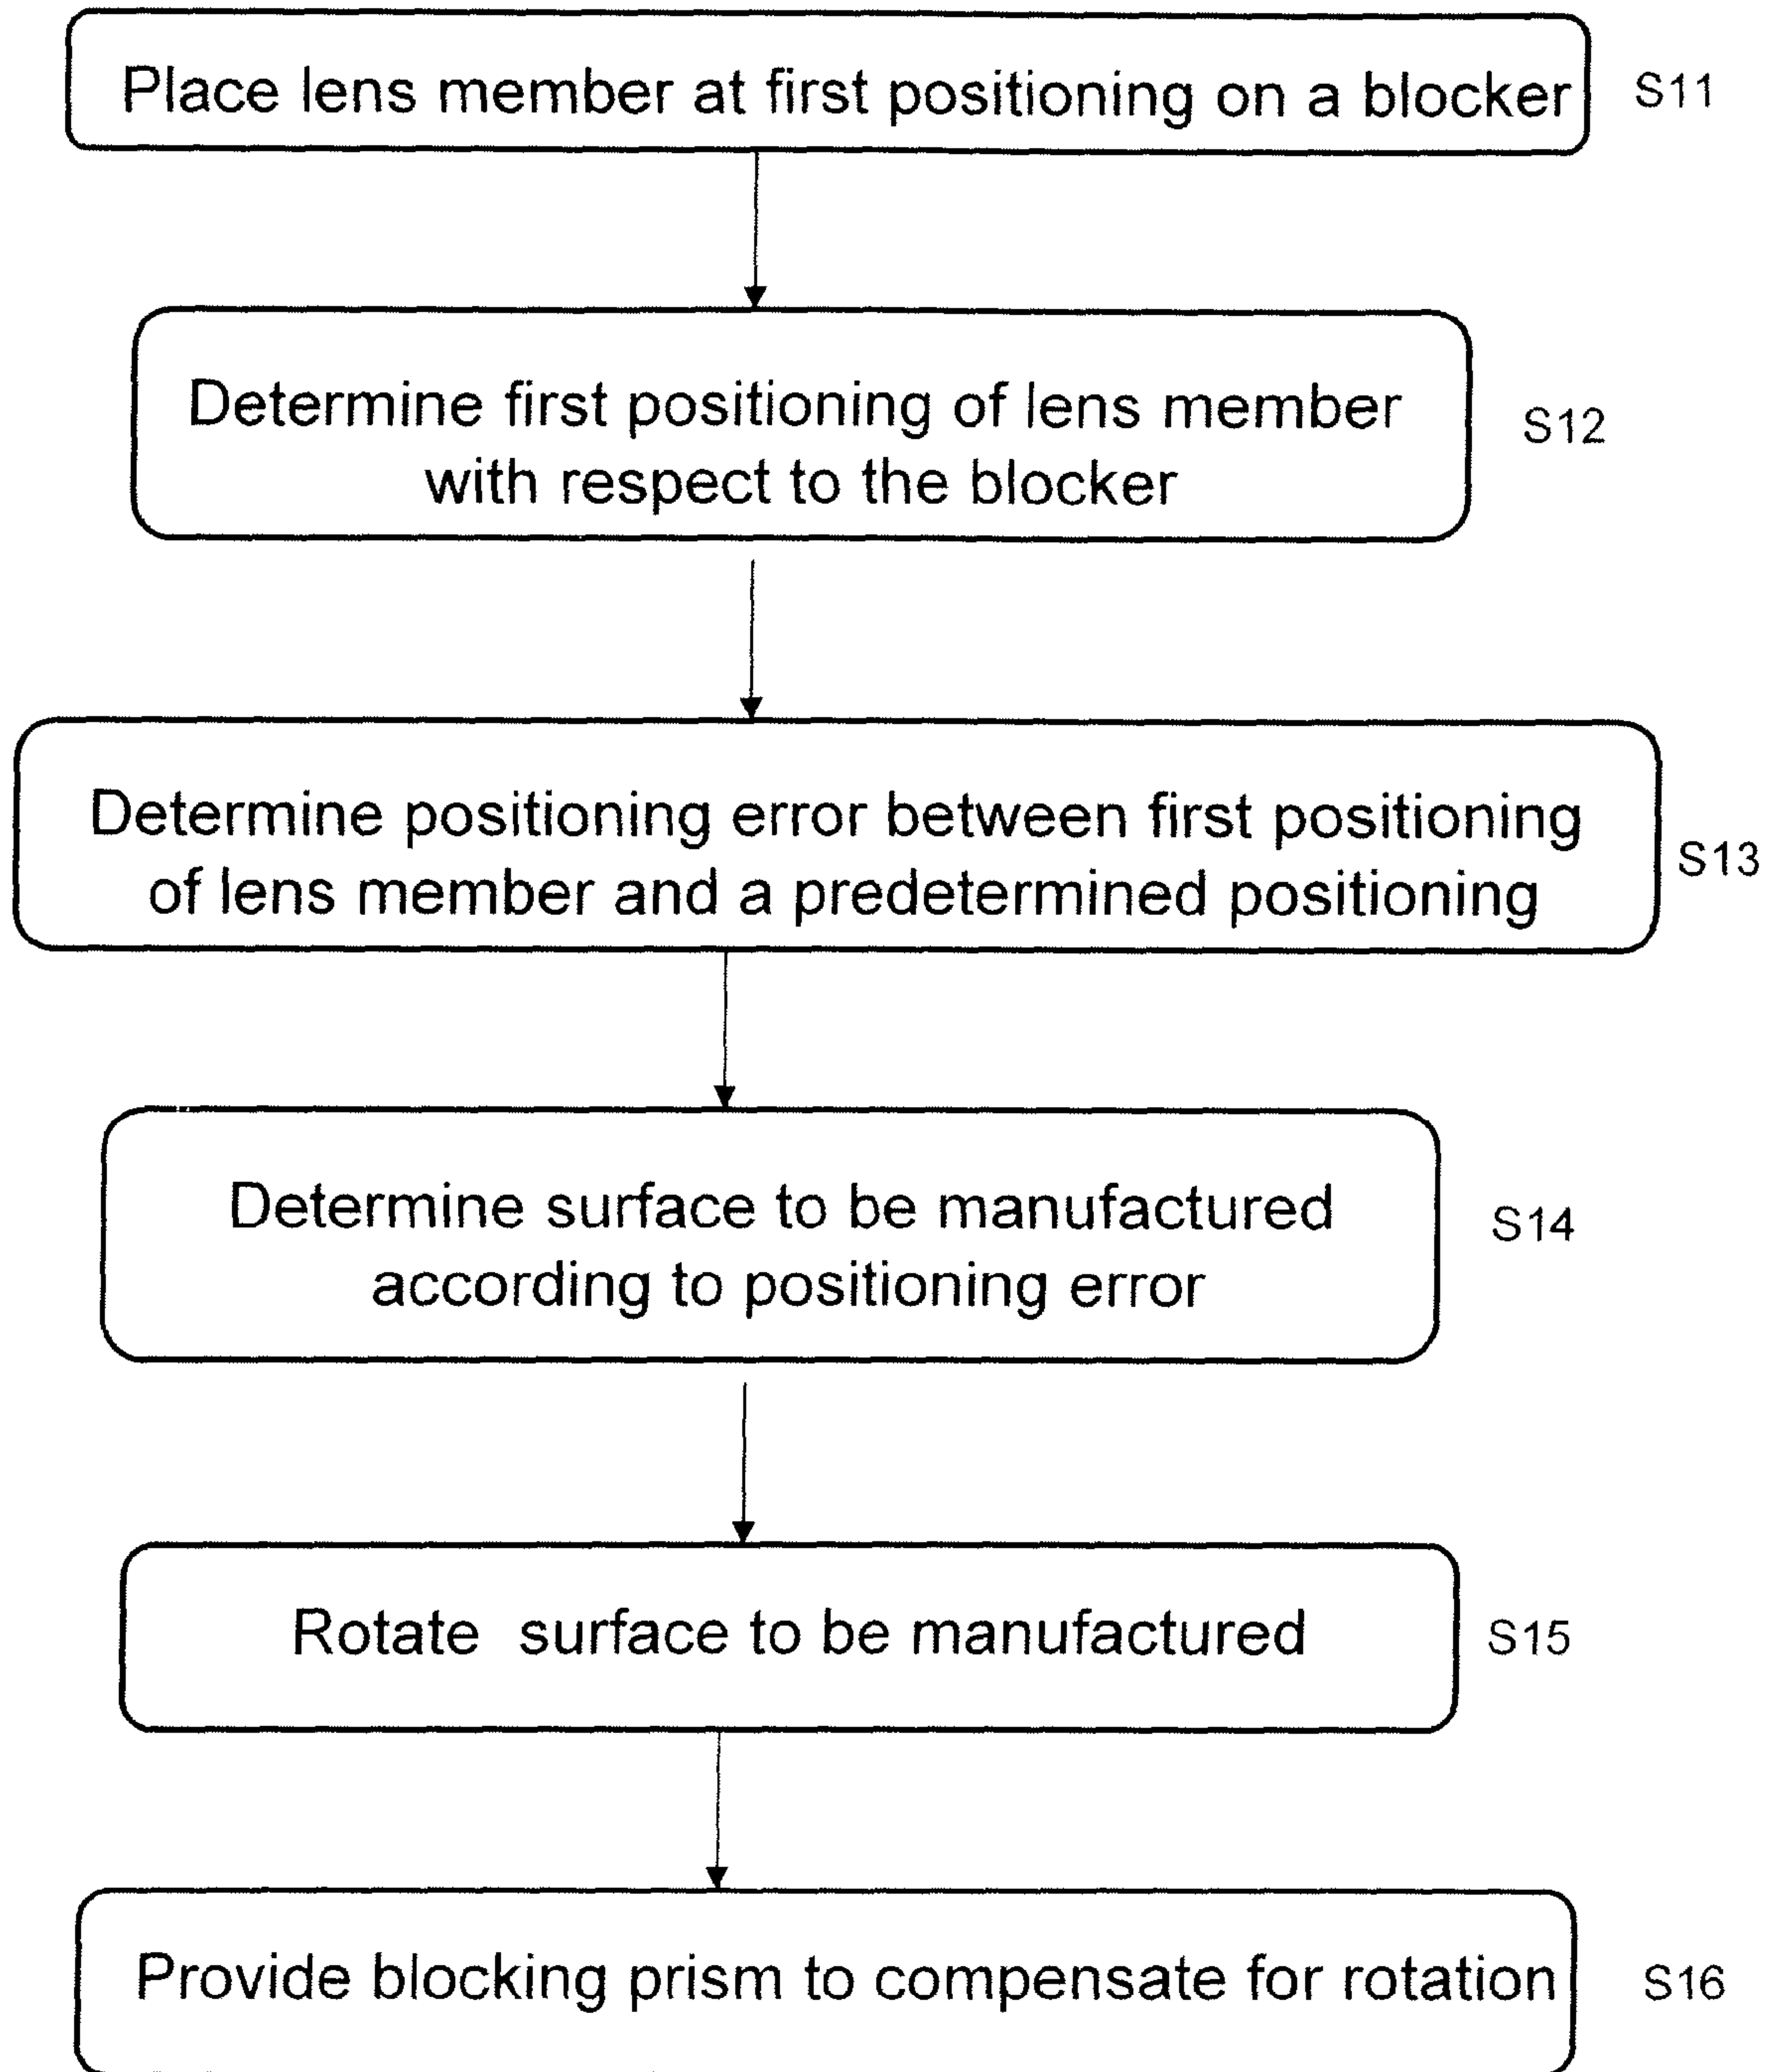 Place lens member at first positioning on a blocker S11
Determine first positioning of lens member
with respect to the blocker
S12
Determine positioning error between first positioning
of lens member and a predetermined positioning
S13
Determine surface to be manufactured
according to positioning error
S14
Rotate surface to be manufactured S15
Provide blocking prism to compensate for rotation S16